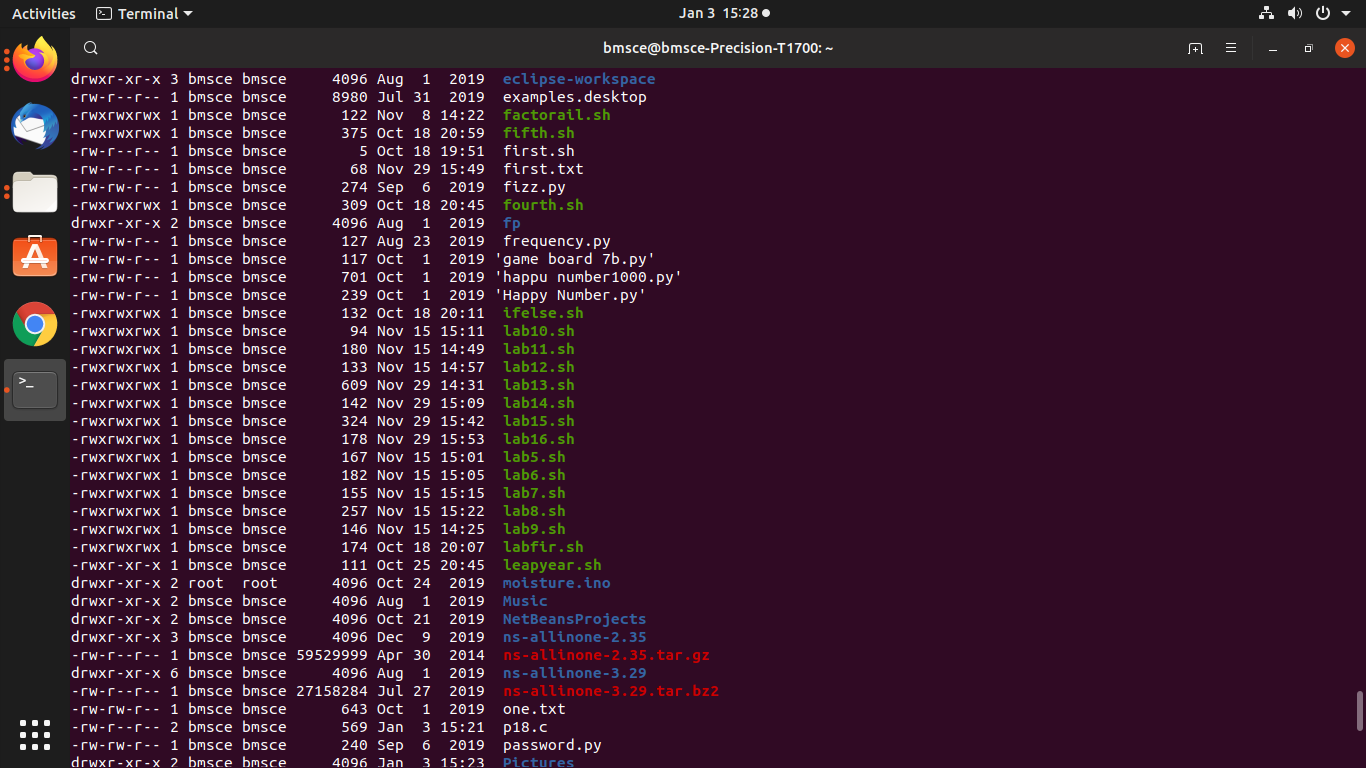 Activities Terminal Jan 3 15:28
bmsce@bmsce-Precision-T1700: ~
drwxr-xr-x 3 bmsce bmsce     4096 Aug  1  2019  eclipse-workspace
-rw-r--r-- 1 bmsce bmsce     8980 Jul 31  2019  examples.desktop
-rwxrwxrwx 1 bmsce bmsce      122 Nov  8 14:22  factorail.sh
-rwxrwxrwx 1 bmsce bmsce      375 Oct 18 20:59  fifth.sh
-rw-r--r-- 1 bmsce bmsce        5 Oct 18 19:51  first.sh
-rw-r--r-- 1 bmsce bmsce       68 Nov 29 15:49  first.txt
-rw-rw-r-- 1 bmsce bmsce      274 Sep  6  2019  fizz.py
-rwxrwxrwx 1 bmsce bmsce      309 Oct 18 20:45  fourth.sh
drwxr-xr-x 2 bmsce bmsce     4096 Aug  1  2019  fp
-rw-rw-r-- 1 bmsce bmsce      127 Aug 23  2019  frequency.py
-rw-rw-r-- 1 bmsce bmsce      117 Oct  1  2019 'game board 7b.py'
-rw-rw-r-- 1 bmsce bmsce      701 Oct  1  2019 'happu number1000.py'
-rw-rw-r-- 1 bmsce bmsce      239 Oct  1  2019 'Happy Number.py'
-rwxrwxrwx 1 bmsce bmsce      132 Oct 18 20:11  ifelse.sh
-rwxrwxrwx 1 bmsce bmsce       94 Nov 15 15:11  lab10.sh
-rwxrwxrwx 1 bmsce bmsce      180 Nov 15 14:49  lab11.sh
-rwxrwxrwx 1 bmsce bmsce      133 Nov 15 14:57  lab12.sh
-rwxrwxrwx 1 bmsce bmsce      609 Nov 29 14:31  lab13.sh
-rwxrwxrwx 1 bmsce bmsce      142 Nov 29 15:09  lab14.sh
-rwxrwxrwx 1 bmsce bmsce      324 Nov 29 15:42  lab15.sh
-rwxrwxrwx 1 bmsce bmsce      178 Nov 29 15:53  lab16.sh
-rwxrwxrwx 1 bmsce bmsce      167 Nov 15 15:01  lab5.sh
-rwxrwxrwx 1 bmsce bmsce      182 Nov 15 15:05  lab6.sh
-rwxrwxrwx 1 bmsce bmsce      155 Nov 15 15:15  lab7.sh
-rwxrwxrwx 1 bmsce bmsce      257 Nov 15 15:22  lab8.sh
-rwxrwxrwx 1 bmsce bmsce      146 Nov 15 14:25  lab9.sh
-rwxrwxrwx 1 bmsce bmsce      174 Oct 18 20:07  labfir.sh
-rwxrwxr-x 1 bmsce bmsce      111 Oct 25 20:45  leapyear.sh
drwxr-xr-x 2 root  root      4096 Oct 24  2019  moisture.ino
drwxr-xr-x 2 bmsce bmsce     4096 Aug  1  2019  Music
drwxr-xr-x 2 bmsce bmsce     4096 Oct 21  2019  NetBeansProjects
drwxr-xr-x 3 bmsce bmsce     4096 Dec  9  2019  ns-allinone-2.35
-rw-r--r-- 1 bmsce bmsce 59529999 Apr 30  2014  ns-allinone-2.35.tar.gz
drwxr-xr-x 6 bmsce bmsce     4096 Aug  1  2019  ns-allinone-3.29
-rw-r--r-- 1 bmsce bmsce 27158284 Jul 27  2019  ns-allinone-3.29.tar.bz2
-rw-rw-r-- 1 bmsce bmsce      643 Oct  1  2019  one.txt
-rw-r--r-- 2 bmsce bmsce      569 Jan  3 15:21  p18.c
-rw-rw-r-- 1 bmsce bmsce      240 Sep  6  2019  password.py
drwxr-xr-x 2 bmsce bmsce     4096 Jan  3 15:23  Pictures